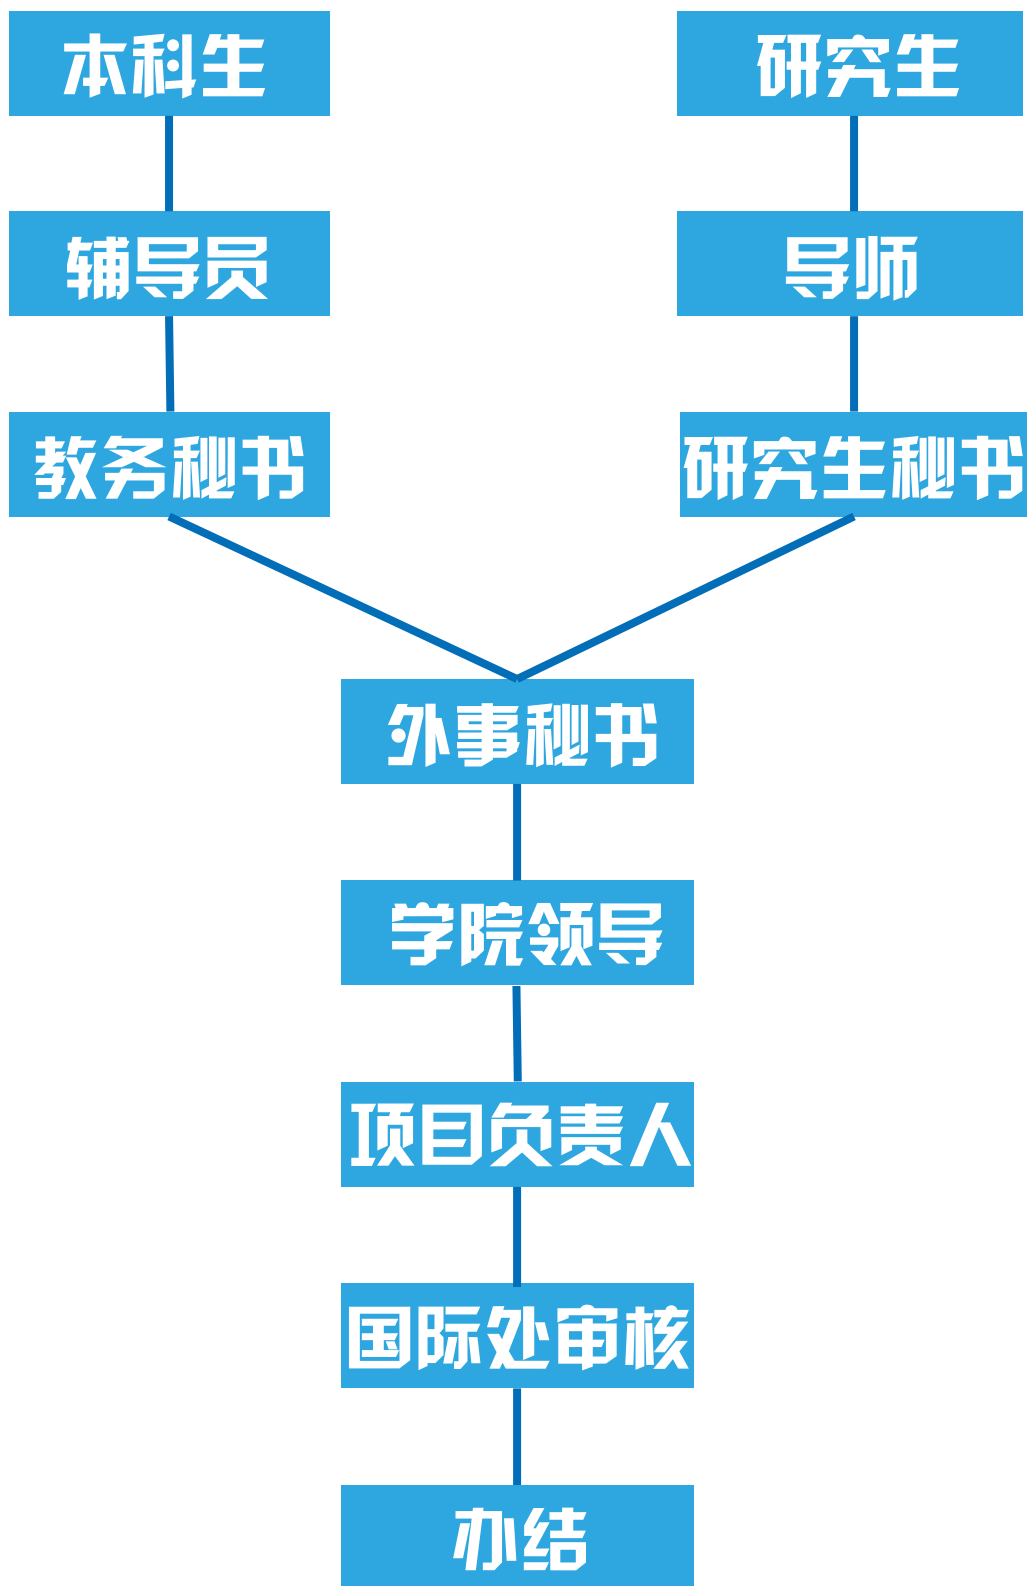 本科生
研究生
辅导员
导师
教务秘书
研究生秘书
外事秘书
学院领导
项目负责人
国际处审核
办结